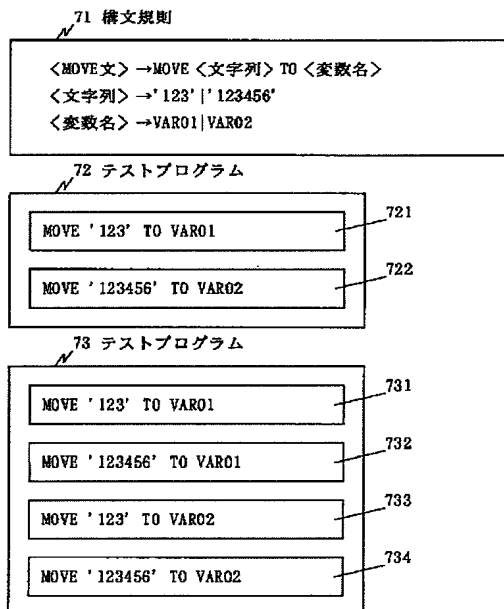 71 構文規則
〈MOVE文〉→MOVE〈文字列〉TO〈変数名〉
〈文字列〉→'123'|'123456'
〈変数名〉→VAR01|VAR02
72 テストプログラム
MOVE '123' TO VAR01
721
MOVE '123456' TO VAR02
722
73 テストプログラム
MOVE '123' TO VAR01
731
MOVE '123456' TO VAR01
732
MOVE '123' TO VAR02
733
MOVE '123456' TO VAR02
734